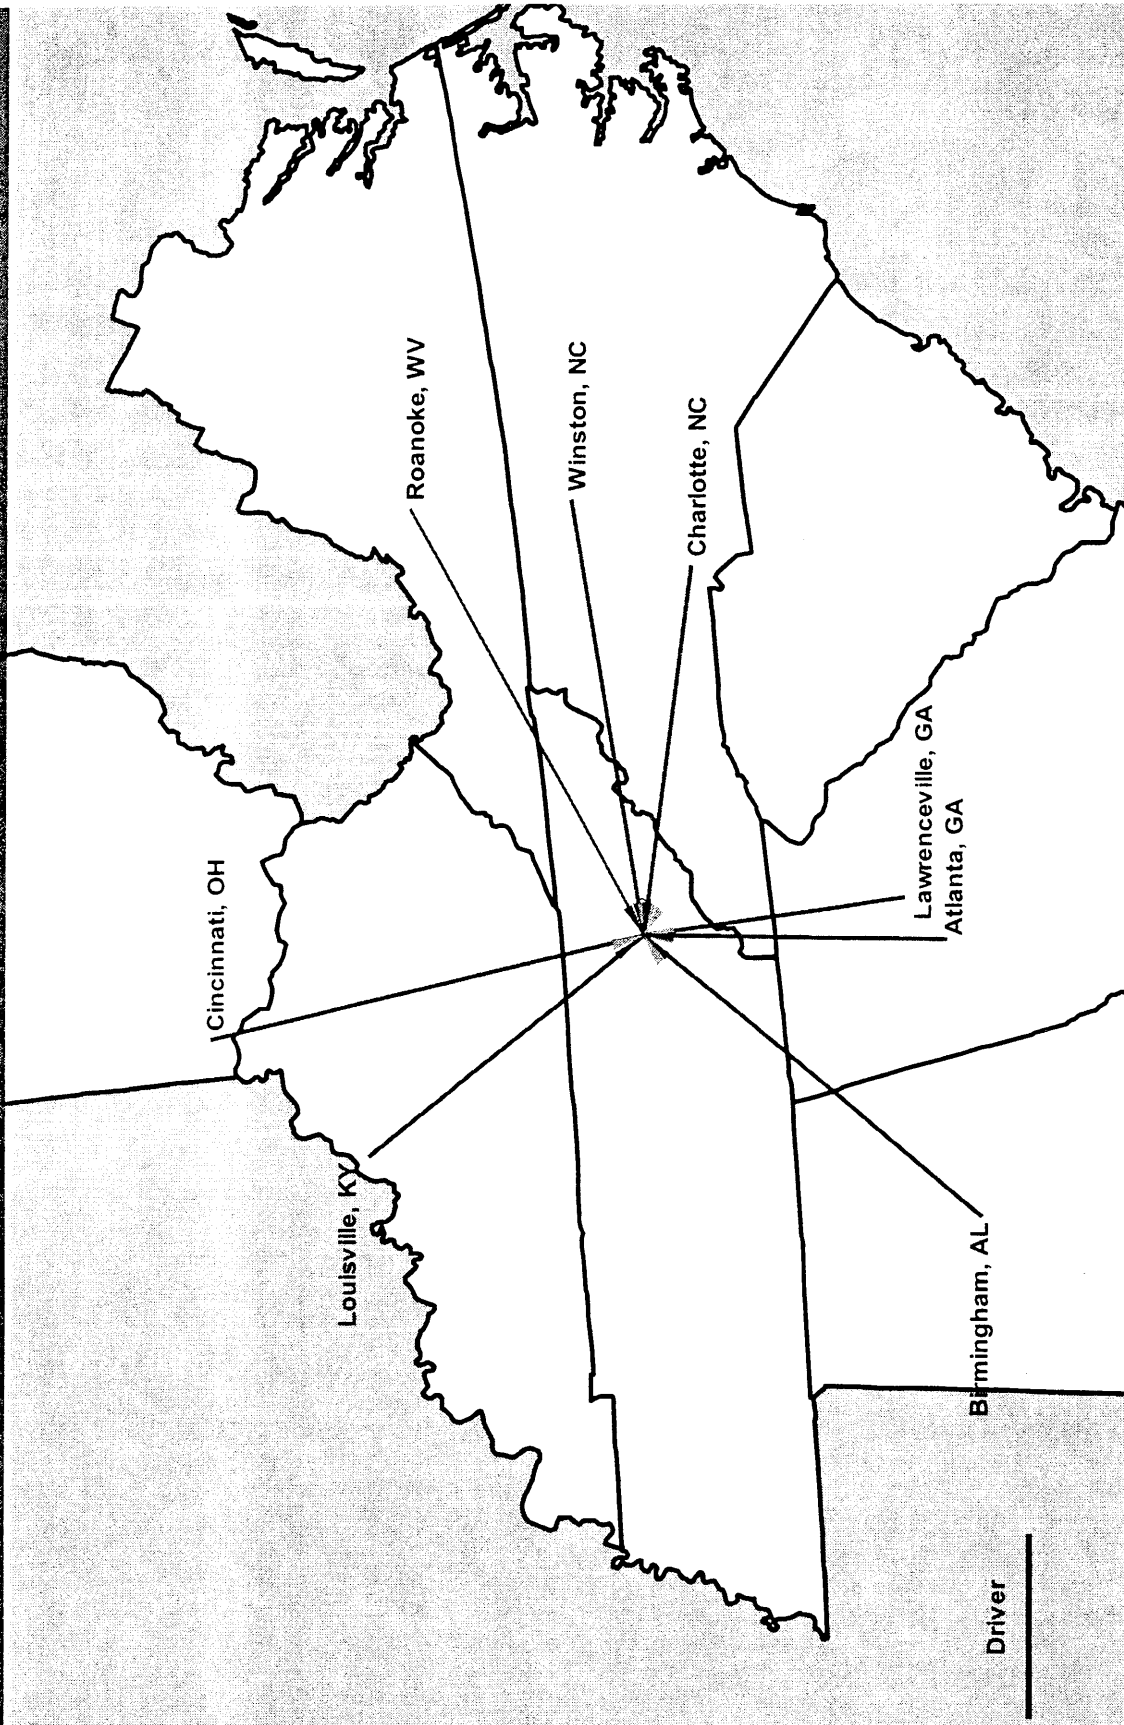 Cincinnati, OH
Louisville, KY
Roanoke, WV
Winston, NC
Charlotte, NC
Lawrenceville, GA
Atlanta, GA
Birmingham, AL
Driver